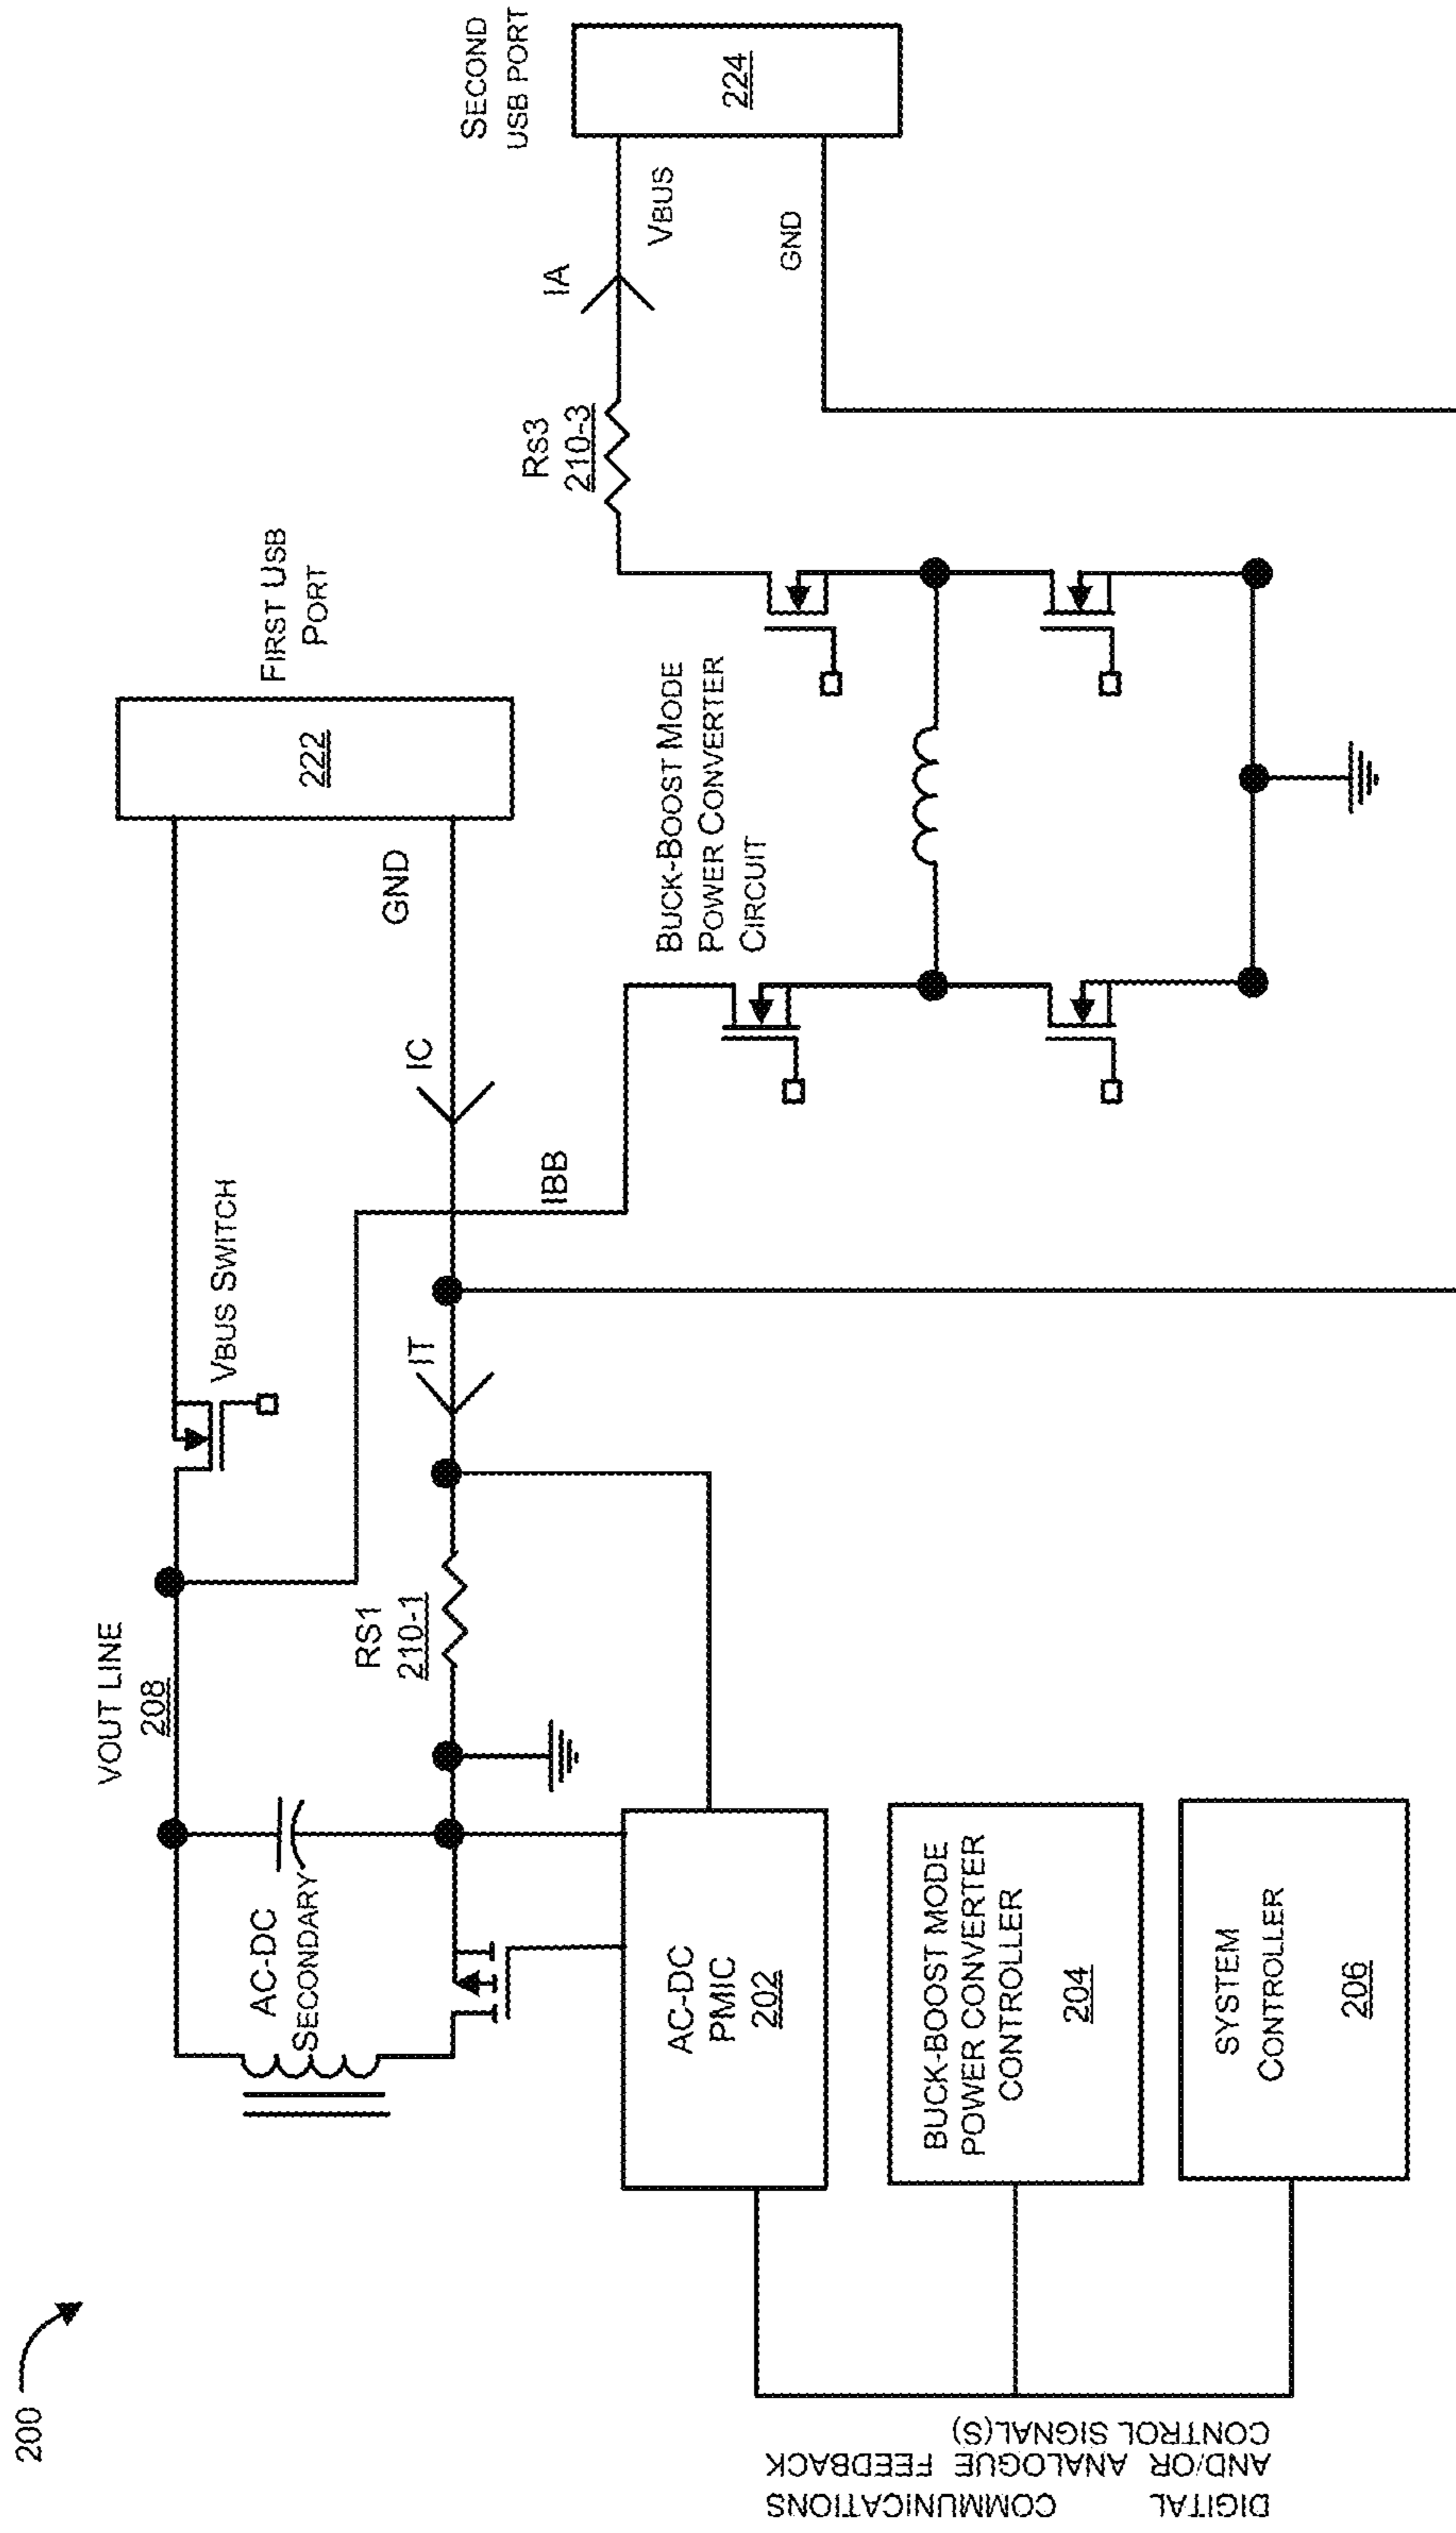 200
VOUT LINE
208
VBUS SWITCH
FIRST USB
PORT
222
GND
IC
IT
IBB
AC-DC
SECONDARY
RS1
210-1
AC-DC
PMIC
202
BUCK-BOOST MODE
POWER CONVERTER
CONTROLLER
204
SYSTEM
CONTROLLER
206
DIGITAL COMMUNICATIONS
AND/OR ANALOGUE FEEDBACK
CONTROL SIGNAL(S)
BUCK-BOOST MODE
POWER CONVERTER
CIRCUIT
RS3
210-3
IA
VBUS
GND
SECOND
USB PORT
224